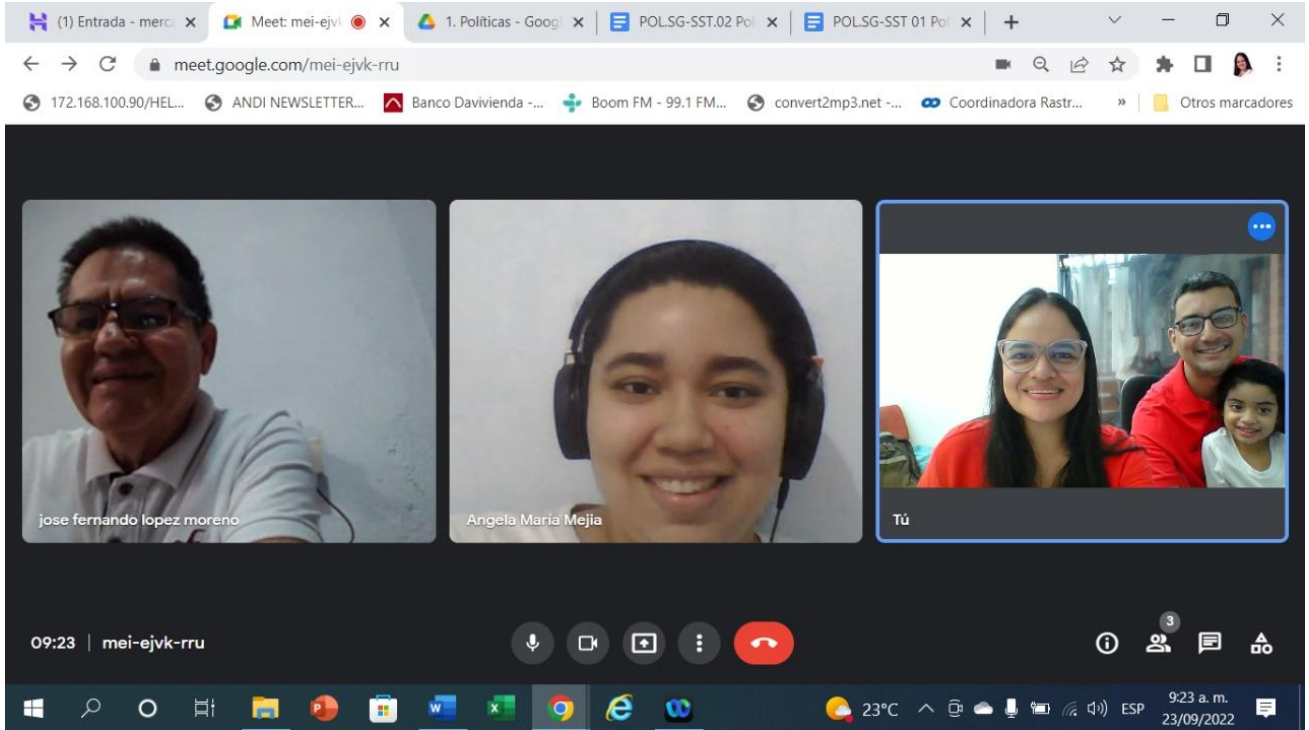 (1) Entrada - merca
Meet: mei-ejvk
1. Políticas - Googl
POL.SG-SST.02 Pol
POL.SG-SST 01 Pol
meet.google.com/mei-ejvk-rru
172.168.100.90/HEL...
ANDI NEWSLETTER...
Banco Davivienda -...
Boom FM - 99.1 FM...
convert2mp3.net -...
Coordinadora Rastr...
»
Otros marcadores
jose fernando lopez moreno
Angela María Mejia
Tú
09:23 | mei-ejvk-rru
3
23°C
ESP
9:23 a. m.
23/09/2022